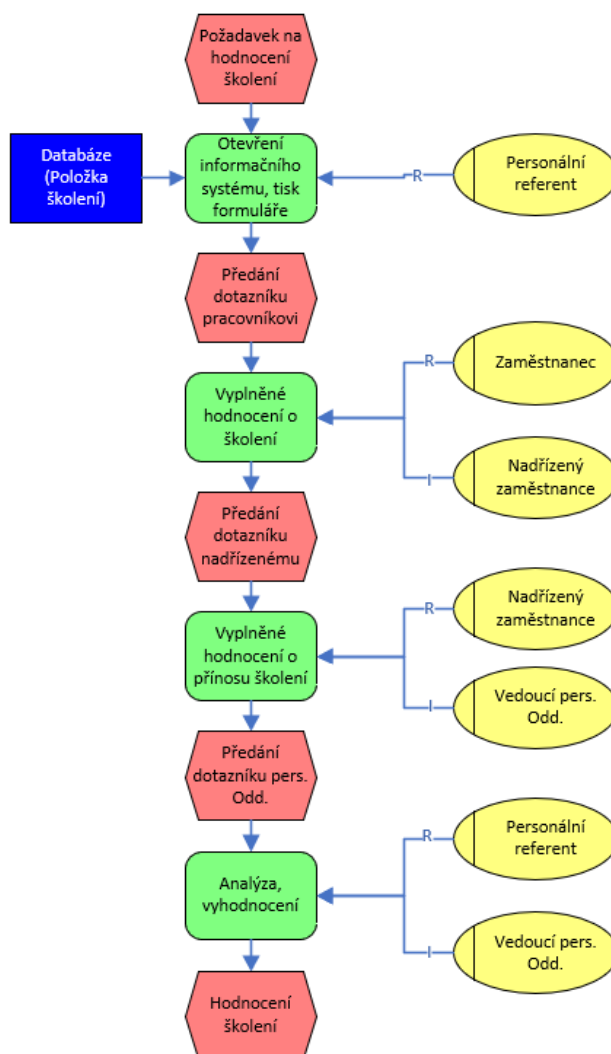 Požadavek na
hodnocení
školení
Databáze
(Položka
školení)
Otevření
informačního
systému, tisk
formuláře
R
Personální
referent
Předání
dotazníku
pracovníkovi
Vyplněné
hodnocení o
školení
R
Zaměstnanec
I
Nadřízený
zaměstnance
Předání
dotazníku
nadřízenému
Vyplněné
hodnocení o
přínosu školení
R
Nadřízený
zaměstnance
I
Vedoucí pers.
Odd.
Předání
dotazníku pers.
Odd.
Analýza,
vyhodnocení
R
Personální
referent
I
Vedoucí pers.
Odd.
Hodnocení
školení